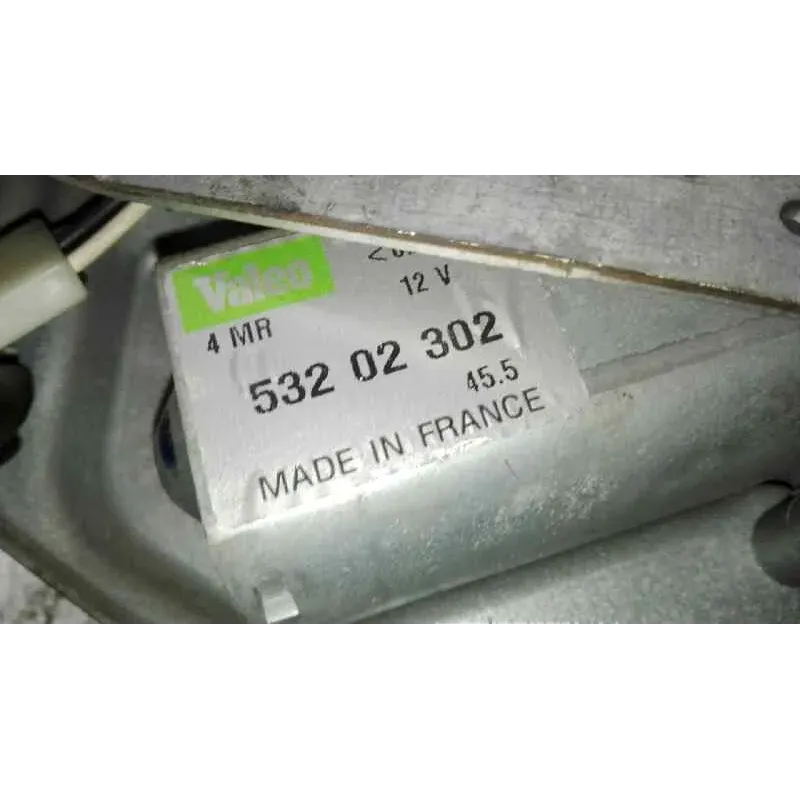 Valeo
12 V
4 MR
532 02 302
45.5
MADE IN FRANCE